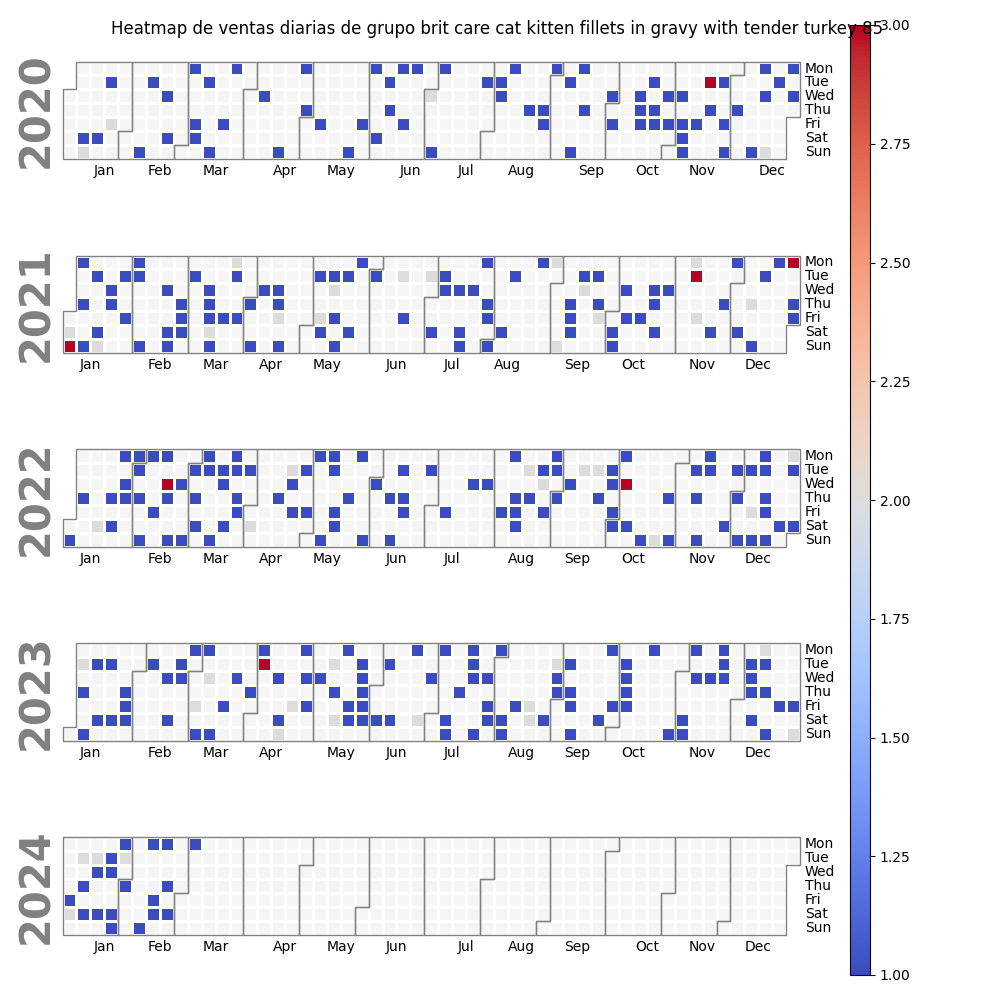 Heatmap de ventas diarias de grupo brit care cat kitten fillets in gravy with tender turkey 85
2020
Mon
Tue
Wed
Thu
Fri
Sat
Sun
Jan Feb Mar Apr May Jun Jul Aug Sep Oct Nov Dec
2021
Mon
Tue
Wed
Thu
Fri
Sat
Sun
Jan Feb Mar Apr May Jun Jul Aug Sep Oct Nov Dec
2022
Mon
Tue
Wed
Thu
Fri
Sat
Sun
Jan Feb Mar Apr May Jun Jul Aug Sep Oct Nov Dec
2023
Mon
Tue
Wed
Thu
Fri
Sat
Sun
Jan Feb Mar Apr May Jun Jul Aug Sep Oct Nov Dec
2024
Mon
Tue
Wed
Thu
Fri
Sat
Sun
Jan Feb Mar Apr May Jun Jul Aug Sep Oct Nov Dec
3.00
2.75
2.50
2.25
2.00
1.75
1.50
1.25
1.00